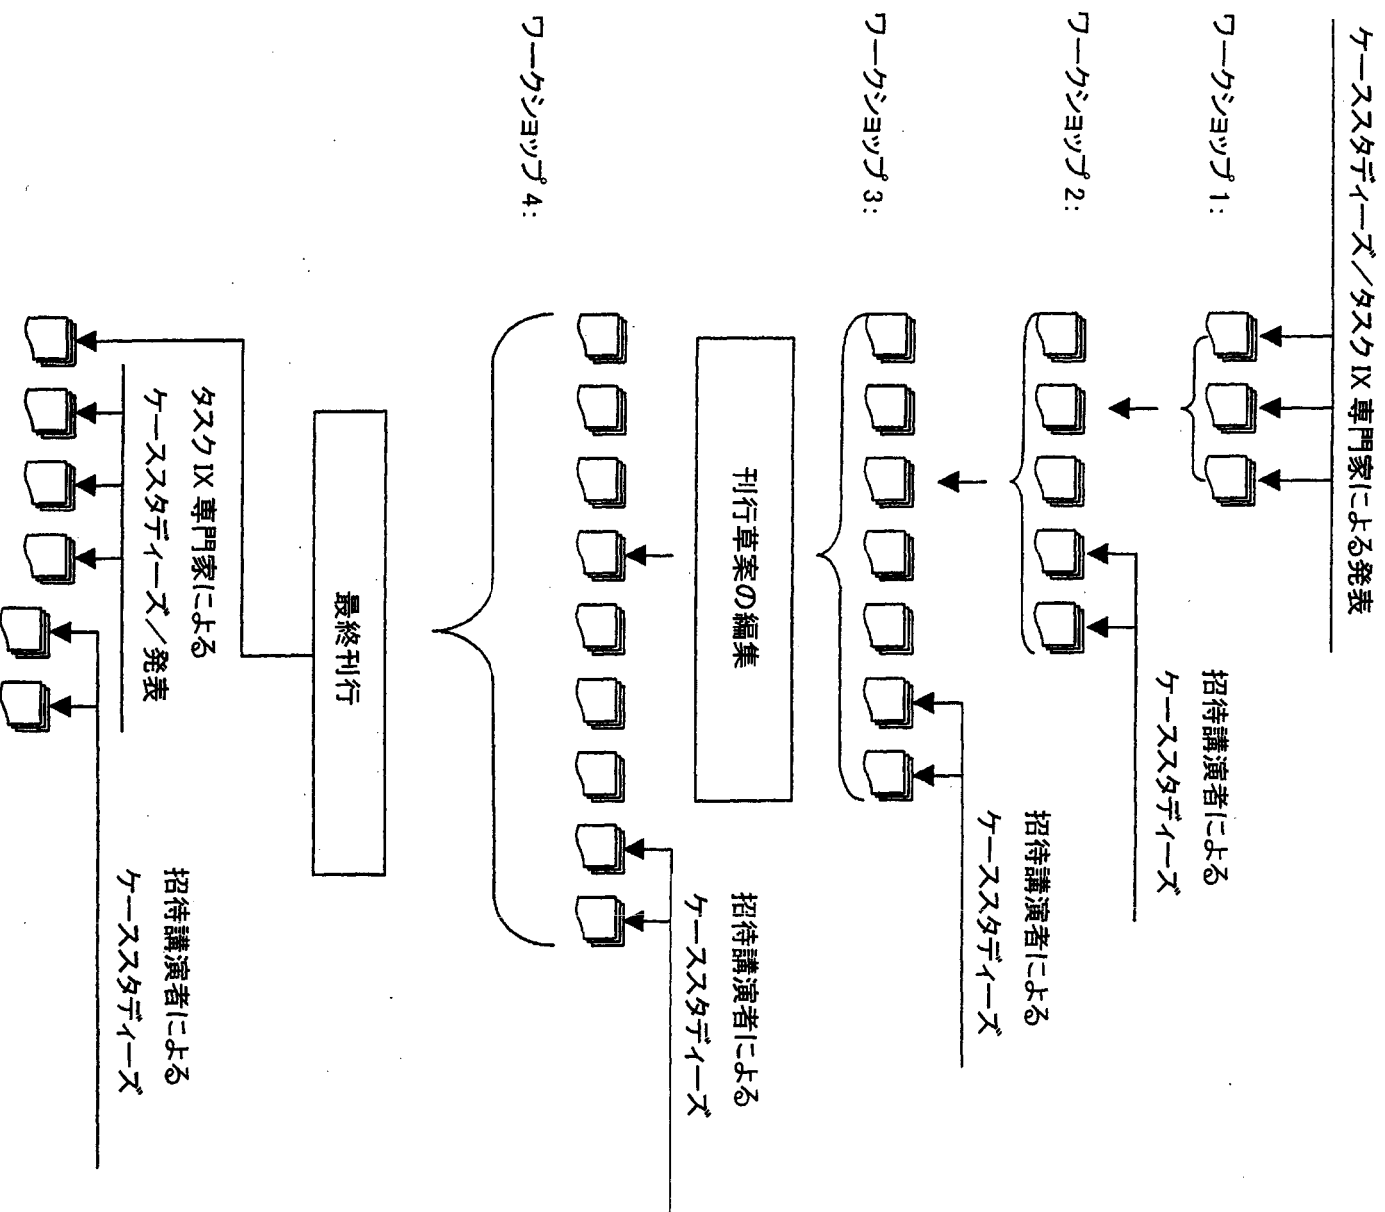 ケーススタディーズ／タスク IX 専門家による発表
ワークショップ 1:
ワークショップ 2:
招待講演者による
ケーススタディーズ
ワークショップ 3:
招待講演者による
ケーススタディーズ
刊行草案の編集
ワークショップ 4:
招待講演者による
ケーススタディーズ
最終刊行
タスク IX 専門家による
ケーススタディーズ／発表
招待講演者による
ケーススタディーズ